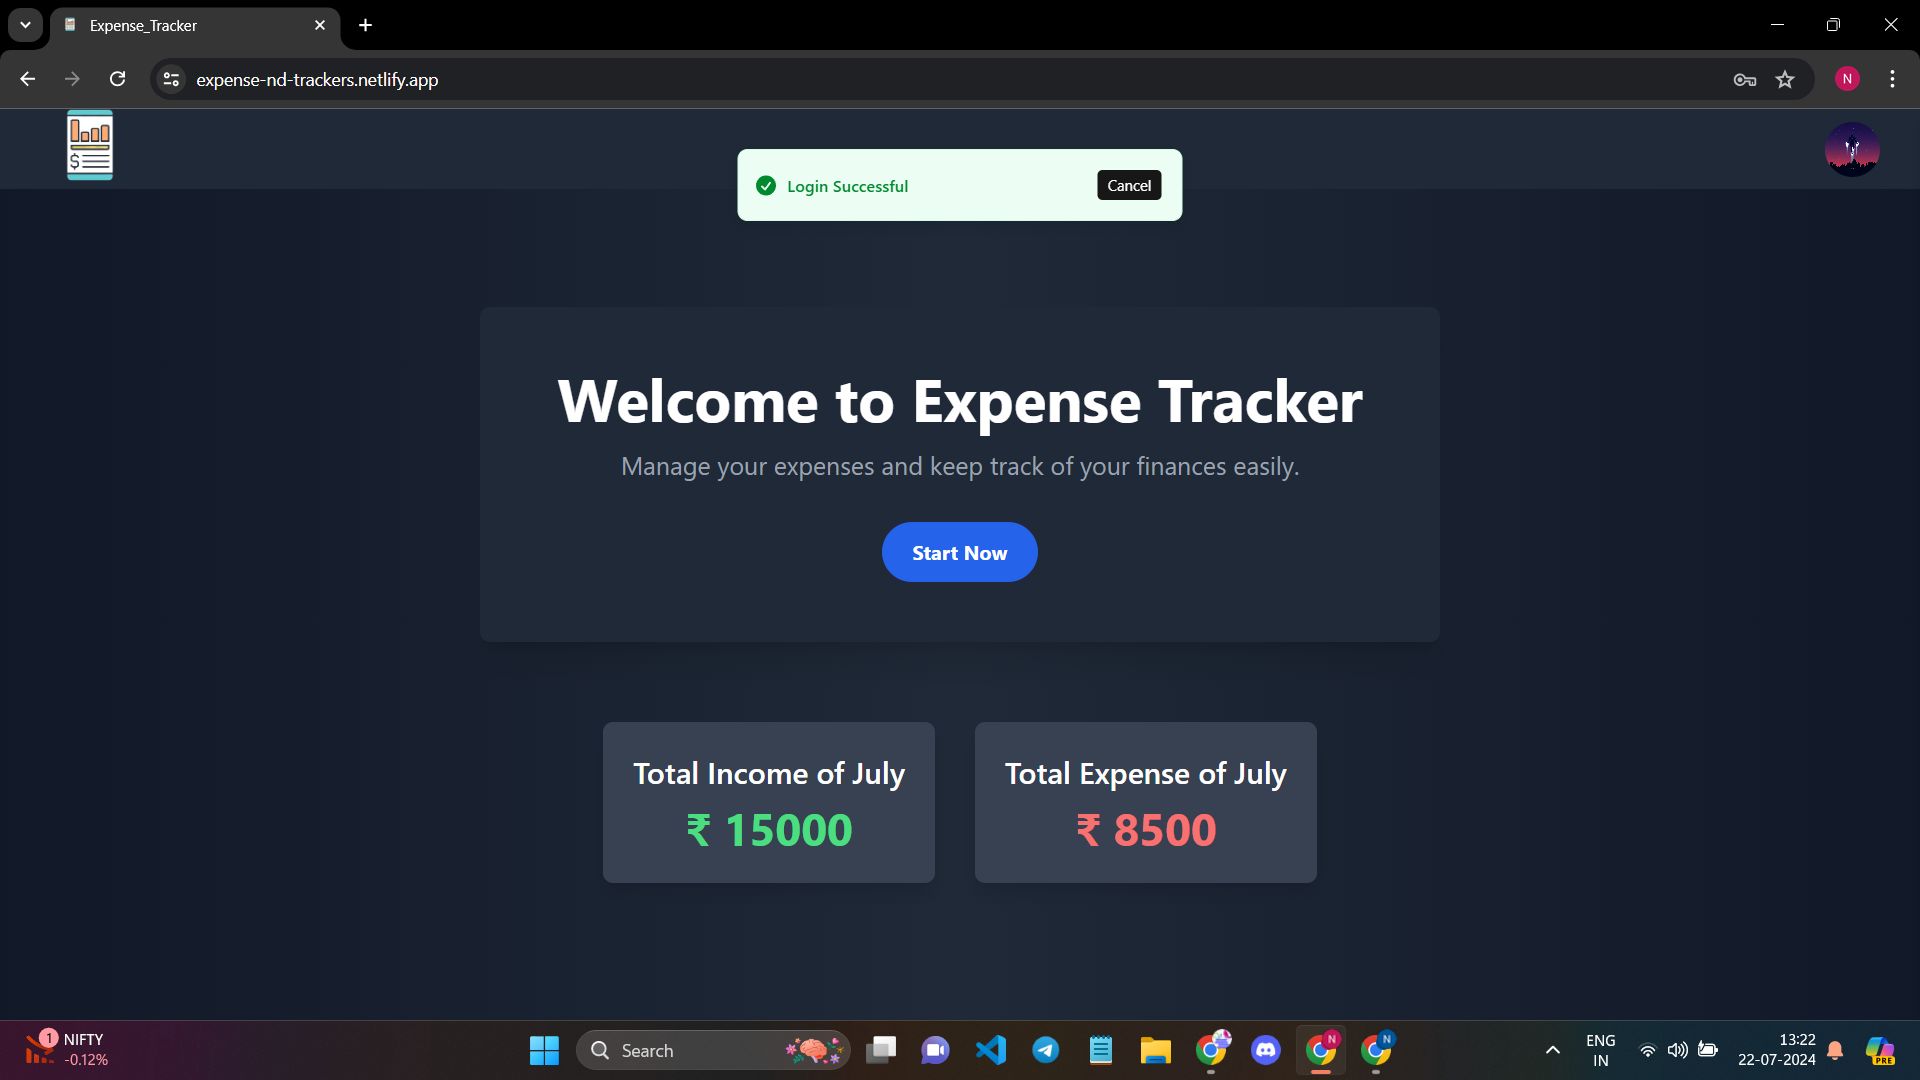 Expense_Tracker
expense-nd-trackers.netlify.app
N
$
Login Successful
Cancel
Welcome to Expense Tracker
Manage your expenses and keep track of your finances easily.
Start Now
Total Income of July
₹ 15000
Total Expense of July
₹ 8500
1
NIFTY
-0.12%
Search
N
N
ENG
IN
13:22
22-07-2024
PRE